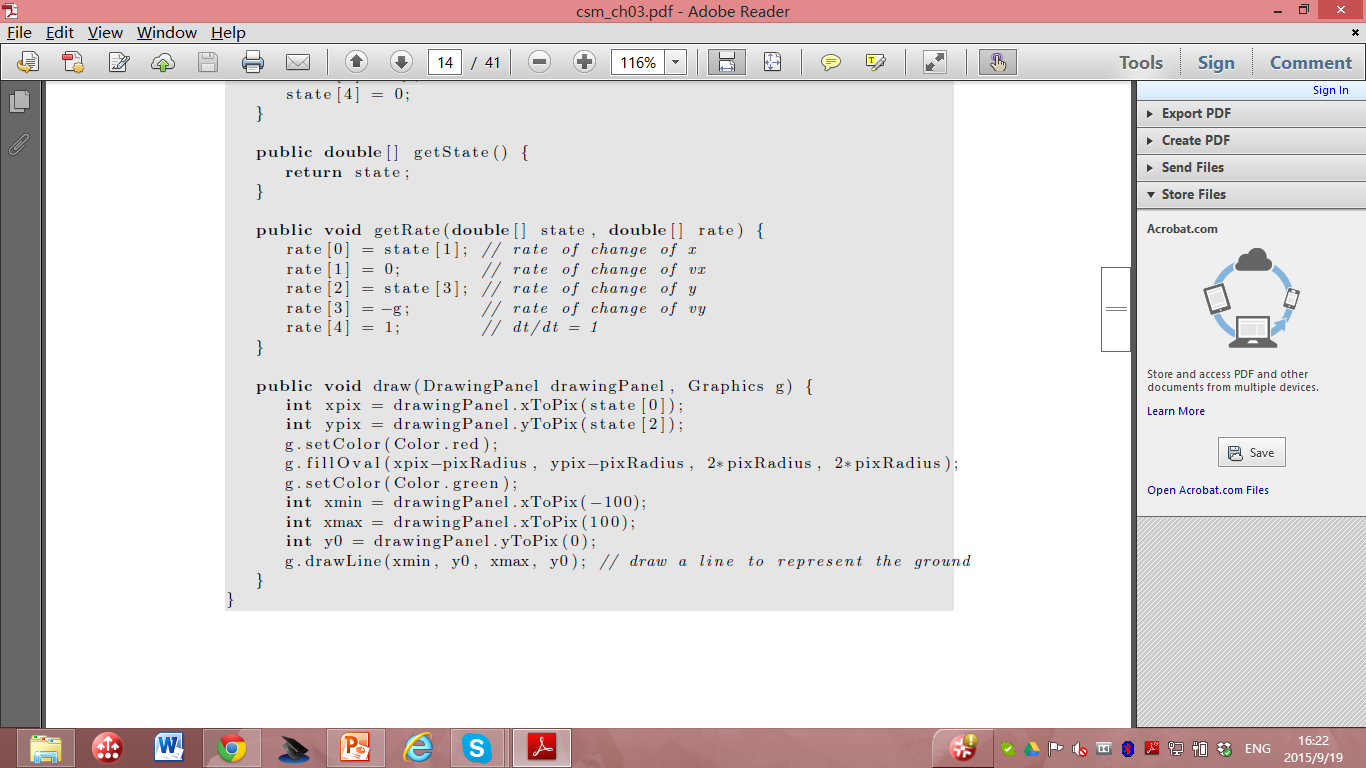 csm_ch03.pdf - Adobe Reader
File Edit View Window Help
14 / 41 116% Tools Sign Comment
Sign In
Export PDF
Create PDF
Send Files
Store Files
Acrobat.com
Store and access PDF and other
documents from multiple devices.
Learn More
Save
Open Acrobat.com Files
state[4] = 0;
}
public double[] getState() {
return state;
}
public void getRate(double[] state, double[] rate) {
rate[0] = state[1]; // rate of change of x
rate[1] = 0; // rate of change of vx
rate[2] = state[3]; // rate of change of y
rate[3] = -g; // rate of change of vy
rate[4] = 1; // dt/dt = 1
}
public void draw(DrawingPanel drawingPanel, Graphics g) {
int xpix = drawingPanel.xToPix(state[0]);
int ypix = drawingPanel.yToPix(state[2]);
g.setColor(Color.red);
g.fillOval(xpix-pixRadius, ypix-pixRadius, 2*pixRadius, 2*pixRadius);
g.setColor(Color.green);
int xmin = drawingPanel.xToPix(-100);
int xmax = drawingPanel.xToPix(100);
int y0 = drawingPanel.yToPix(0);
g.drawLine(xmin, y0, xmax, y0); // draw a line to represent the ground
}
}
ENG
16:22
2015/9/19